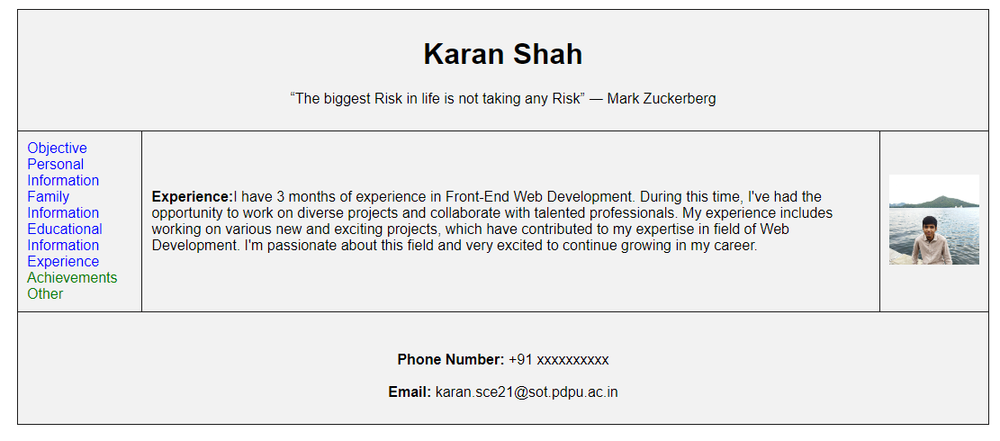 Karan Shah
“The biggest Risk in life is not taking any Risk” — Mark Zuckerberg
Objective
Personal
Information
Family
Information
Educational
Information
Experience
Achievements
Other
Experience:I have 3 months of experience in Front-End Web Development. During this time, I've had the
opportunity to work on diverse projects and collaborate with talented professionals. My experience includes
working on various new and exciting projects, which have contributed to my expertise in field of Web
Development. I'm passionate about this field and very excited to continue growing in my career.
Phone Number: +91 xxxxxxxxxx
Email: karan.sce21@sot.pdpu.ac.in